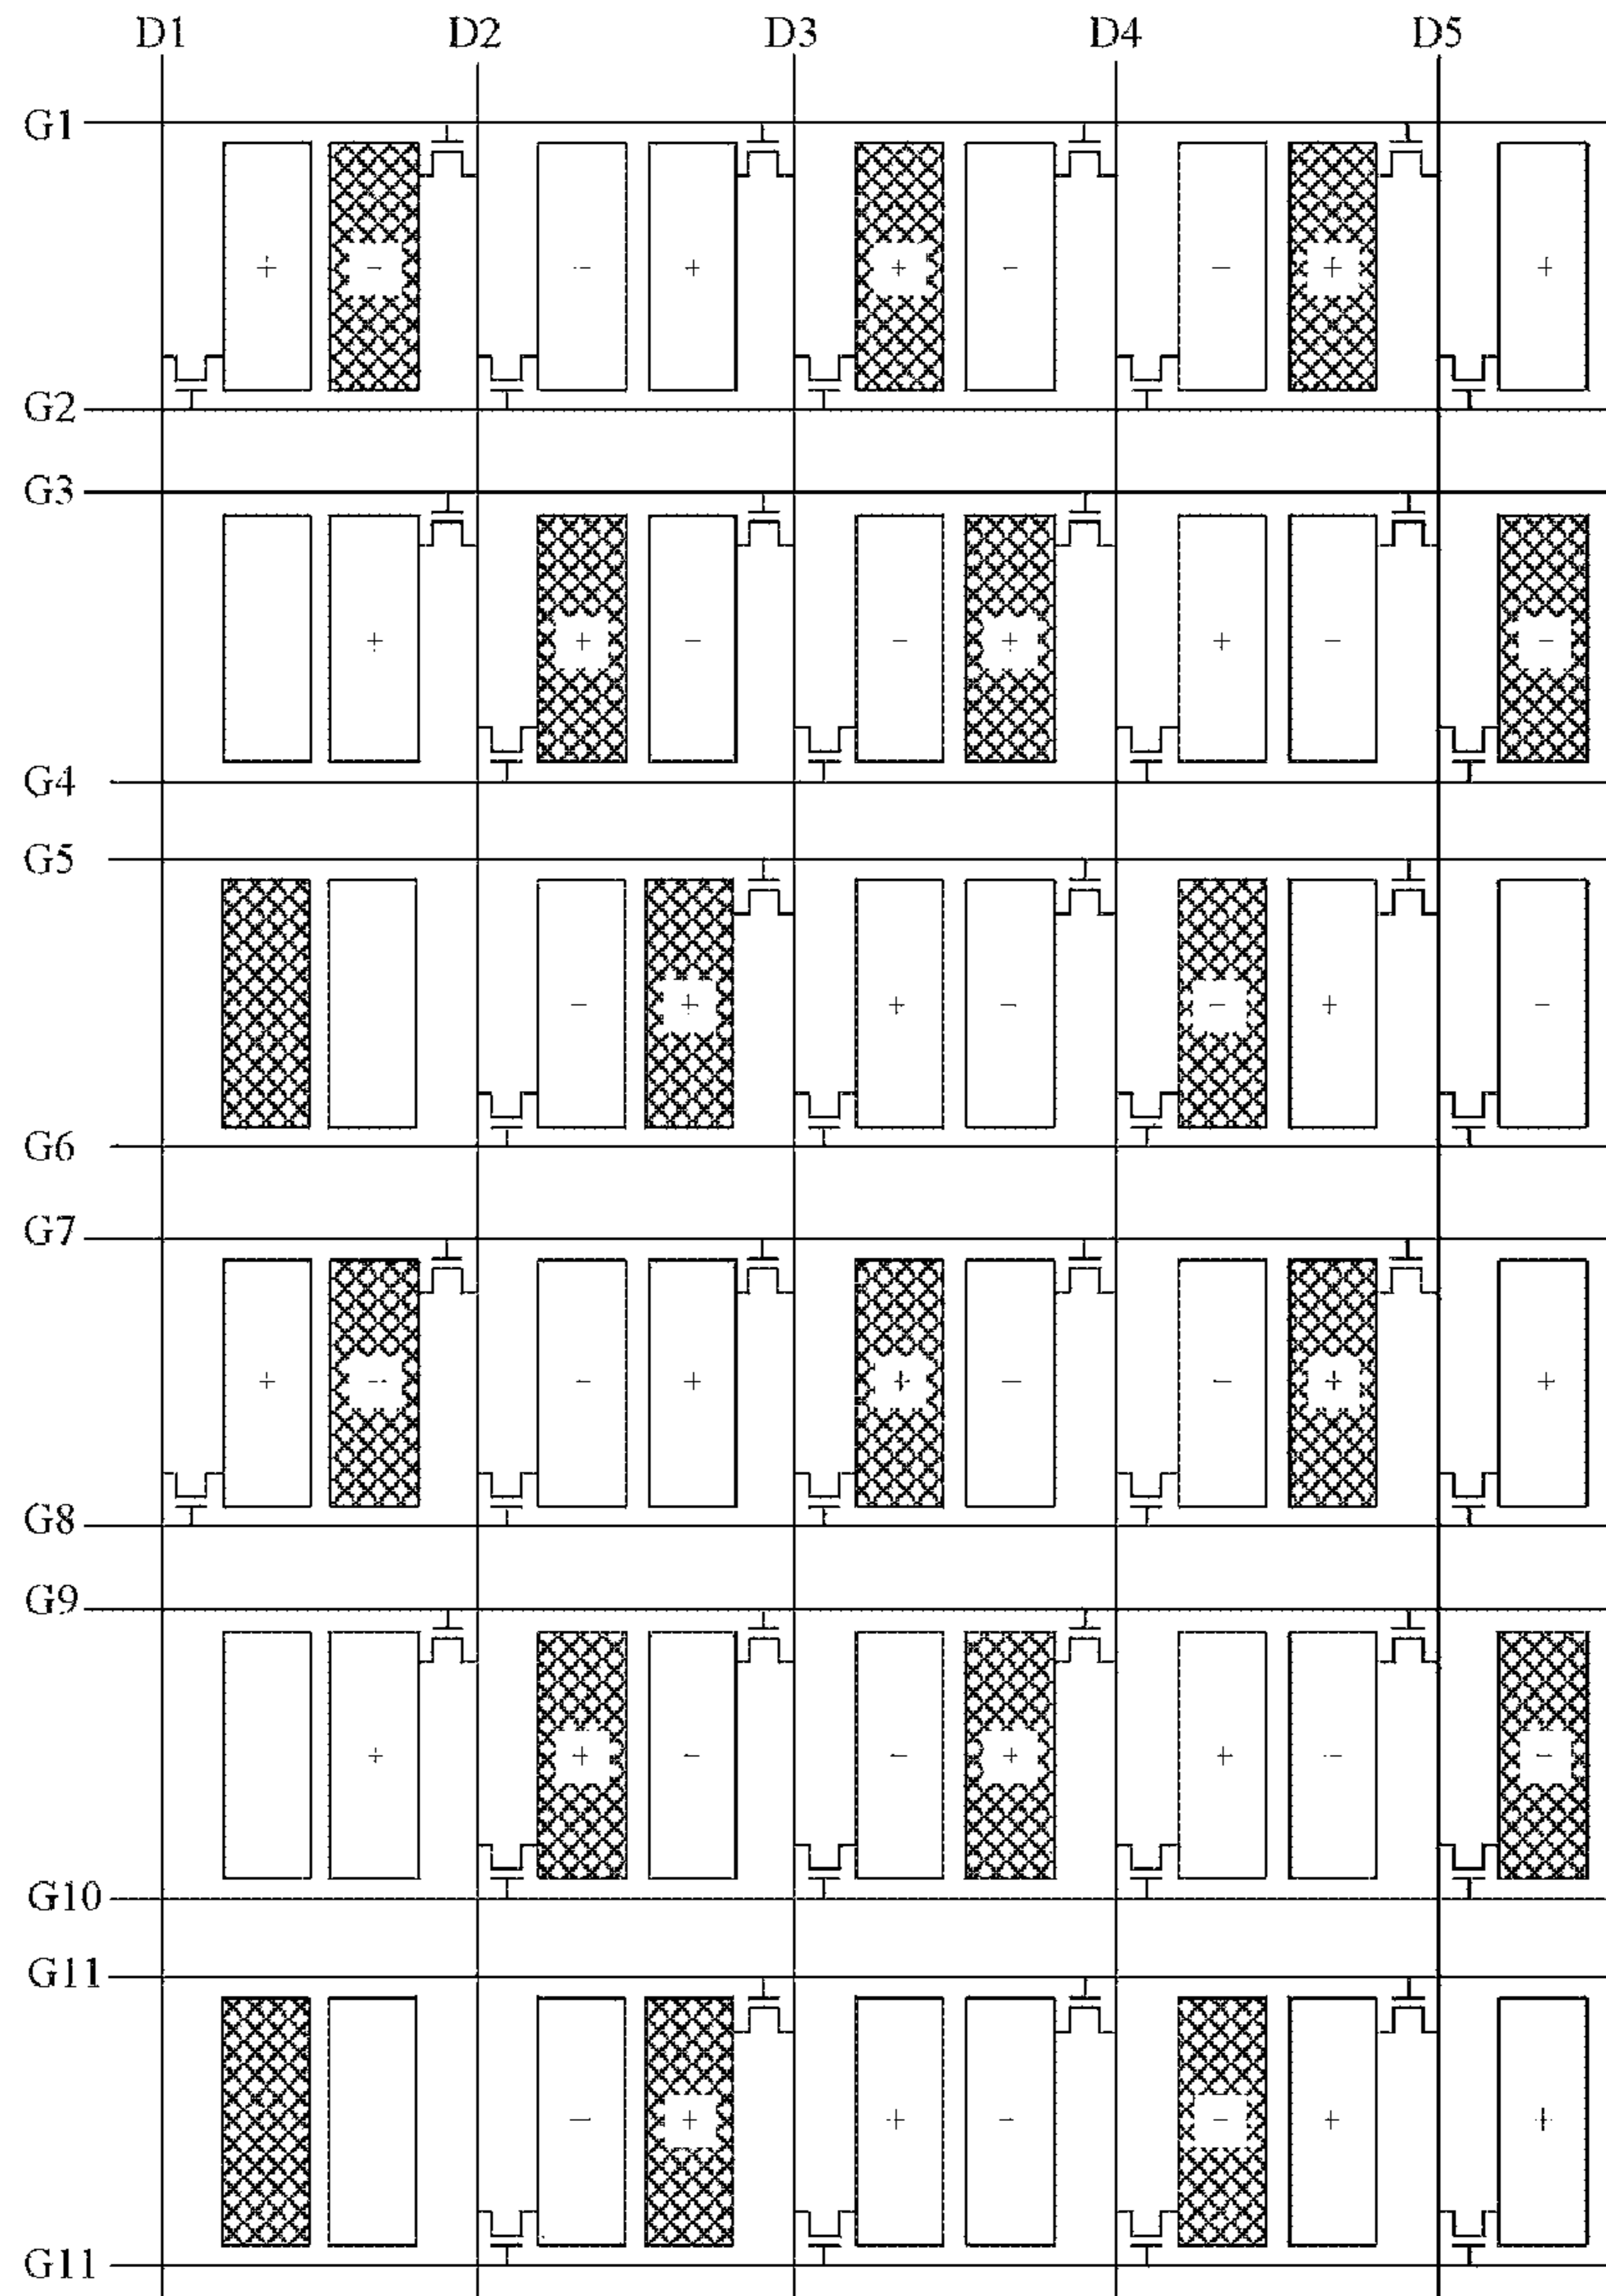 D1 D2 D3 D4 D5
G1
+ - - + + - - + +
G2
G3
+ + - - + + - -
G4
G5
- + + - - + -
G6
G7
+ - - + + - - + +
G8
G9
+ + - - + + - -
G10
G11
- + + - - + +
G11